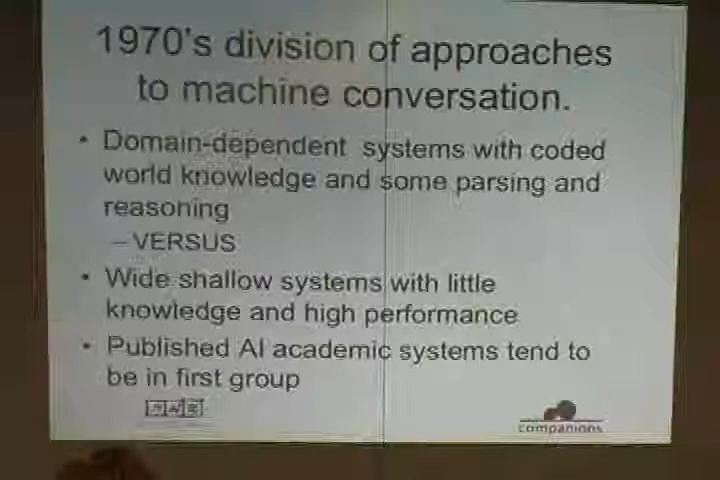 1970's division of approaches
to machine conversation.
• Domain-dependent systems with coded
world knowledge and some parsing and
reasoning
– VERSUS
• Wide shallow systems with little
knowledge and high performance
• Published AI academic systems tend to
be in first group
companions